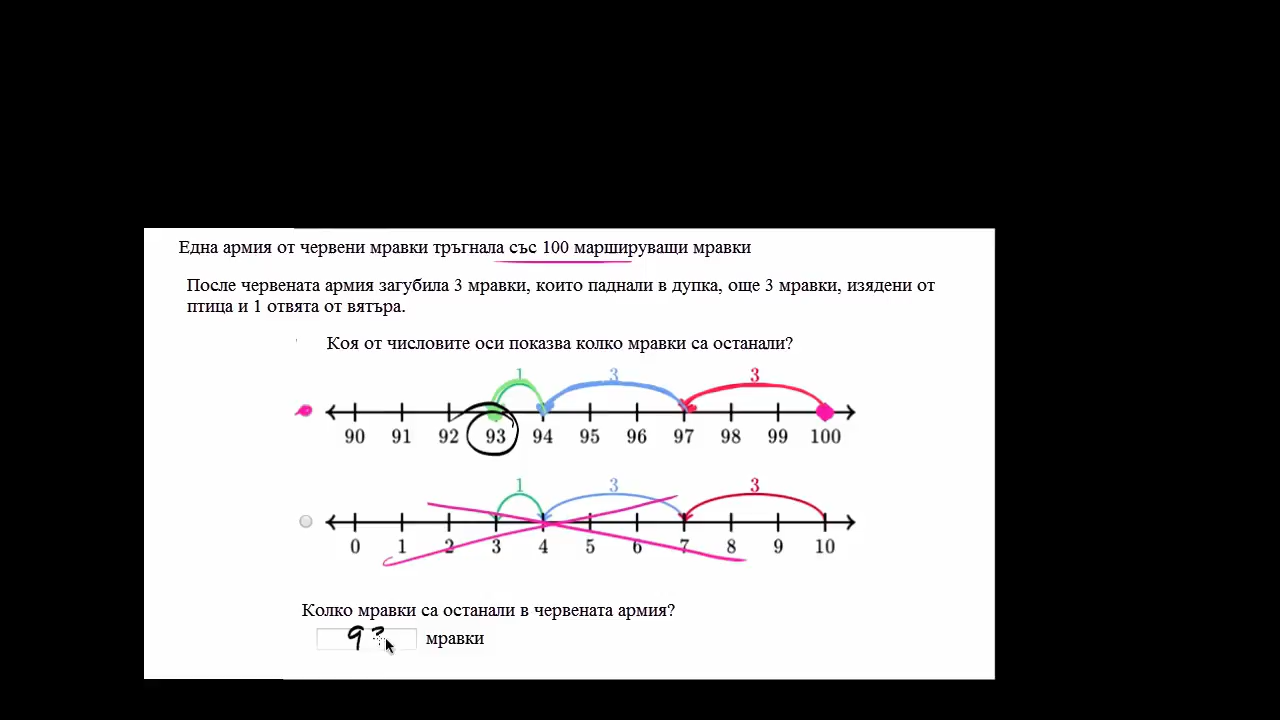 Една армия от червени мравки тръгнала със 100 маршируващи мравки
После червената армия загубила 3 мравки, които паднали в дупка, още 3 мравки, изядени от
птица и 1 отвята от вятъра.
Коя от числовите оси показва колко мравки са останали?
1 3 3
90 91 92 93 94 95 96 97 98 99 100
1 3 3
0 1 2 3 4 5 6 7 8 9 10
Колко мравки са останали в червената армия?
93 мравки